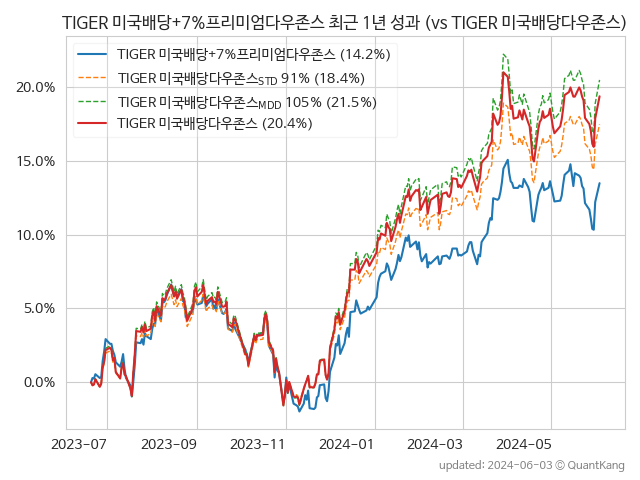 TIGER 미국배당+7%프리미엄다우존스 최근 1년 성과 (vs TIGER 미국배당다우존스)
TIGER 미국배당+7%프리미엄다우존스 (14.2%)
TIGER 미국배당다우존스STD 91% (18.4%)
TIGER 미국배당다우존스MDD 105% (21.5%)
TIGER 미국배당다우존스 (20.4%)
20.0%
15.0%
10.0%
5.0%
0.0%
2023-07 2023-09 2023-11 2024-01 2024-03 2024-05
updated: 2024-06-03 ⓒ QuantKang